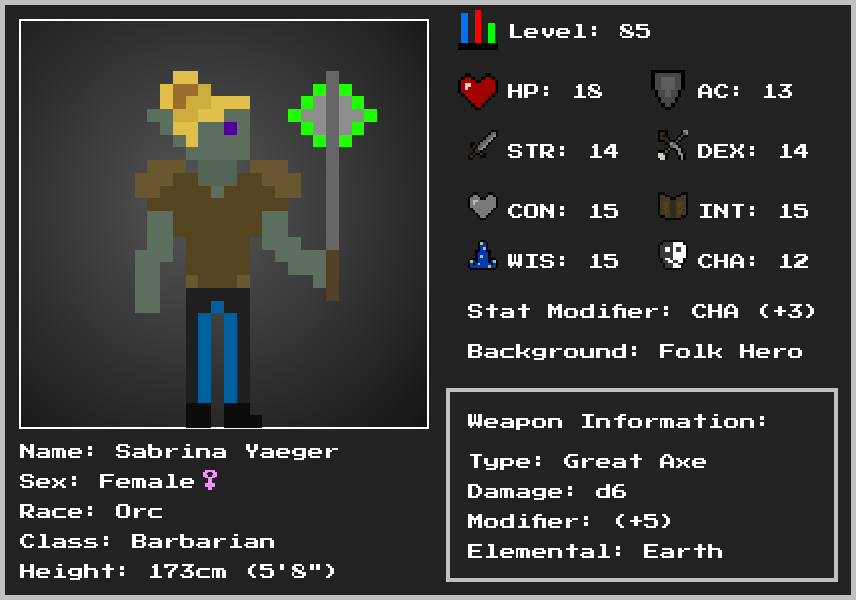 Level: 85
HP: 18 AC: 13
STR: 14 DEX: 14
CON: 15 INT: 15
WIS: 15 CHA: 12
Stat Modifier: CHA (+3)
Background: Folk Hero
Weapon Information:
Type: Great Axe
Damage: d6
Modifier: (+5)
Elemental: Earth
Name: Sabrina Yaeger
Sex: Female♀
Race: Orc
Class: Barbarian
Height: 173cm (5'8")